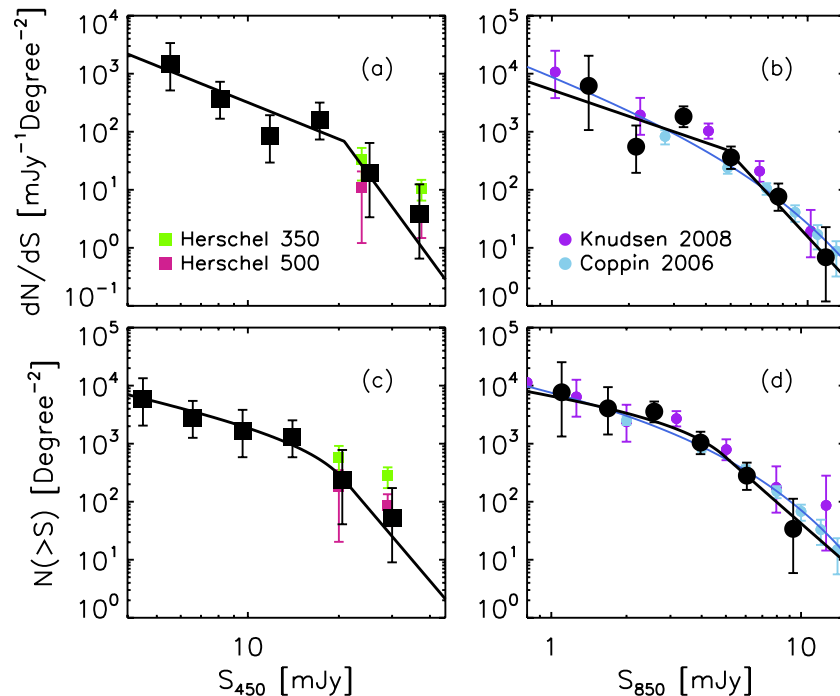 dN/dS [mJy⁻¹Degree⁻²]
10⁴
10³
10²
10¹
10⁰
10⁻¹
(a)
Herschel 350
Herschel 500
10⁵
10⁴
10³
10²
10¹
10⁰
(b)
Knudsen 2008
Coppin 2006
N(>S) [Degree⁻²]
10⁵
10⁴
10³
10²
10¹
10⁰
(c)
10
S₄₅₀ [mJy]
10⁵
10⁴
10³
10²
10¹
10⁰
(d)
1
10
S₈₅₀ [mJy]